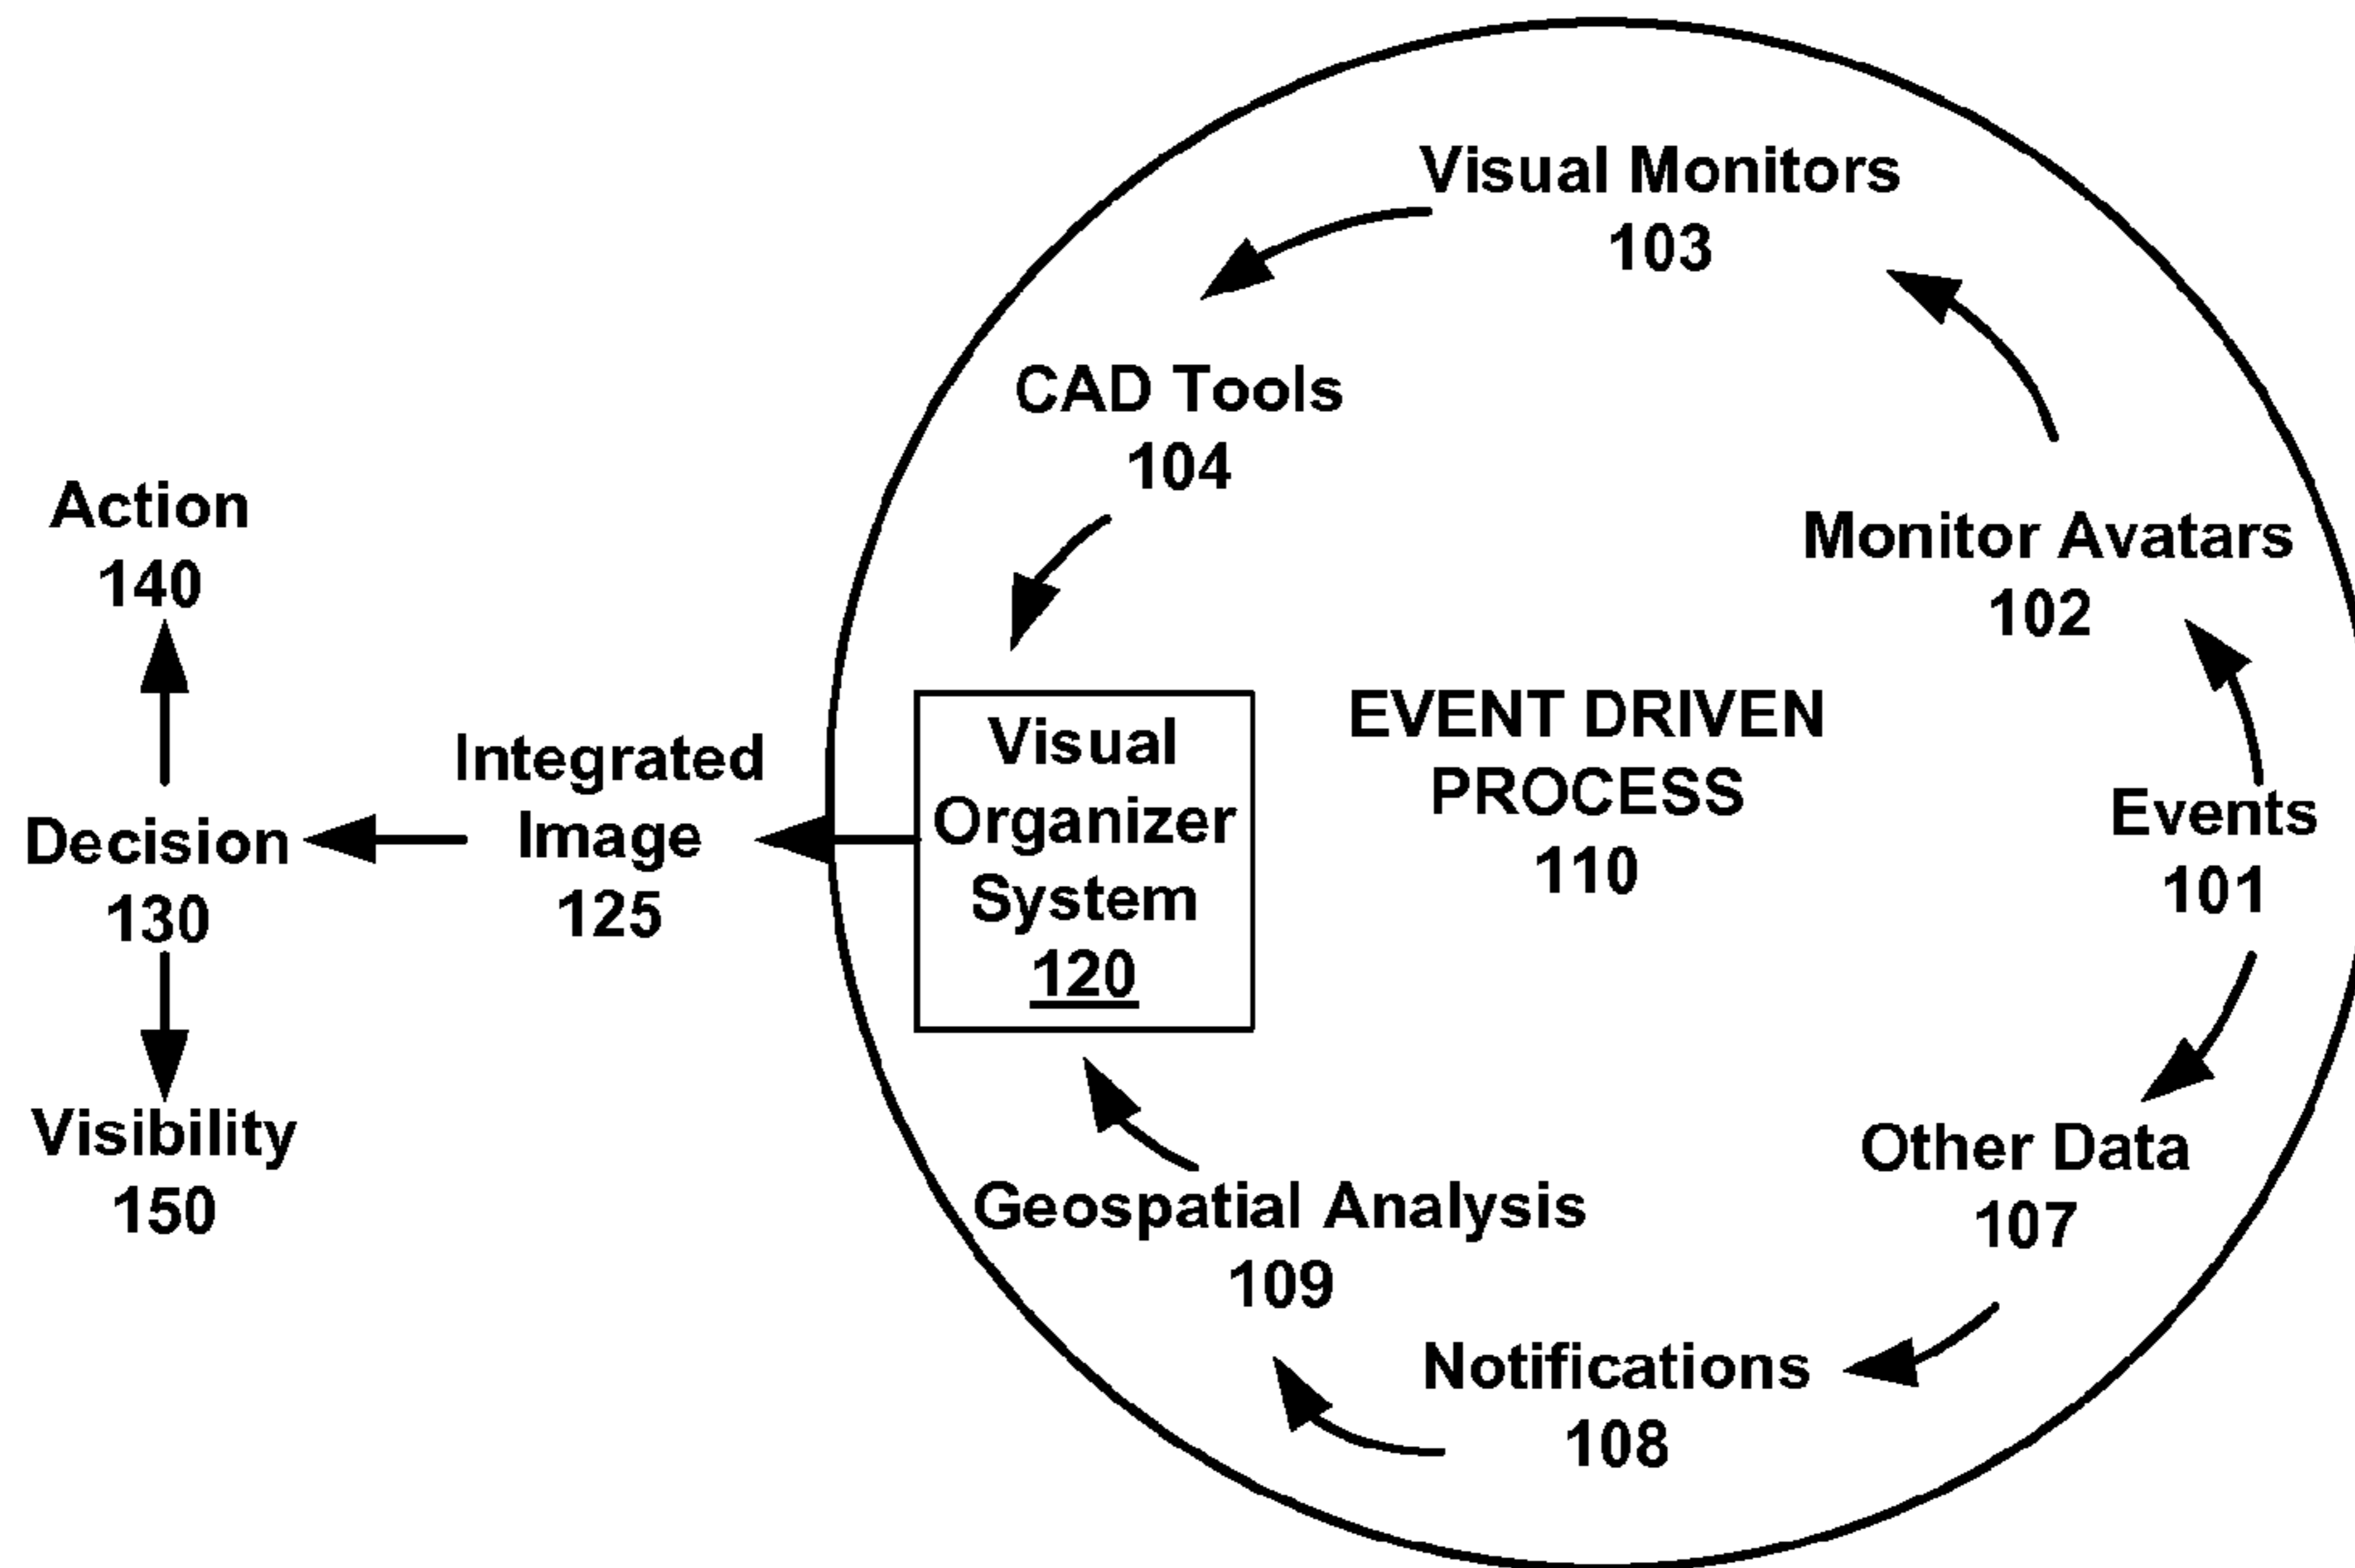 Visual Monitors
103
CAD Tools
104
Monitor Avatars
102
Action
140
EVENT DRIVEN
PROCESS
110
Visual
Organizer
System
120
Integrated
Image
125
Events
101
Decision
130
Visibility
150
Other Data
107
Geospatial Analysis
109
Notifications
108